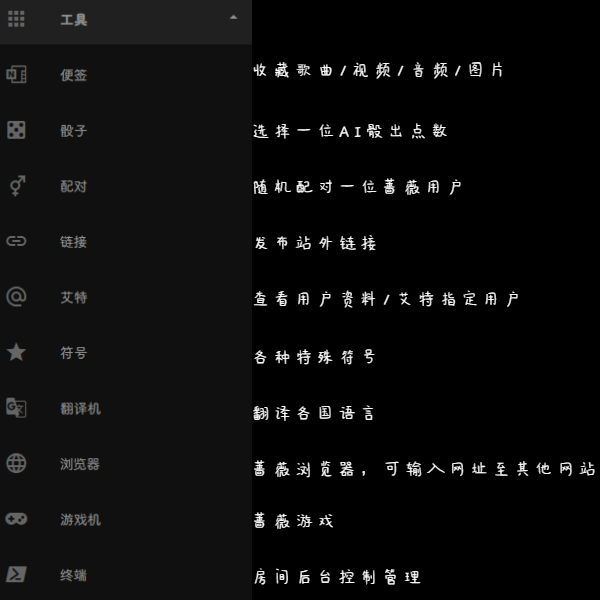 工具
便签 收藏歌曲/视频/音频/图片
骰子 选择一位AI骰出点数
配对 随机配对一位蔷薇用户
链接 发布站外链接
艾特 查看用户资料/艾特指定用户
符号 各种特殊符号
翻译机 翻译各国语言
浏览器 蔷薇浏览器，可输入网址至其他网站
游戏机 蔷薇游戏
终端 房间后台控制管理